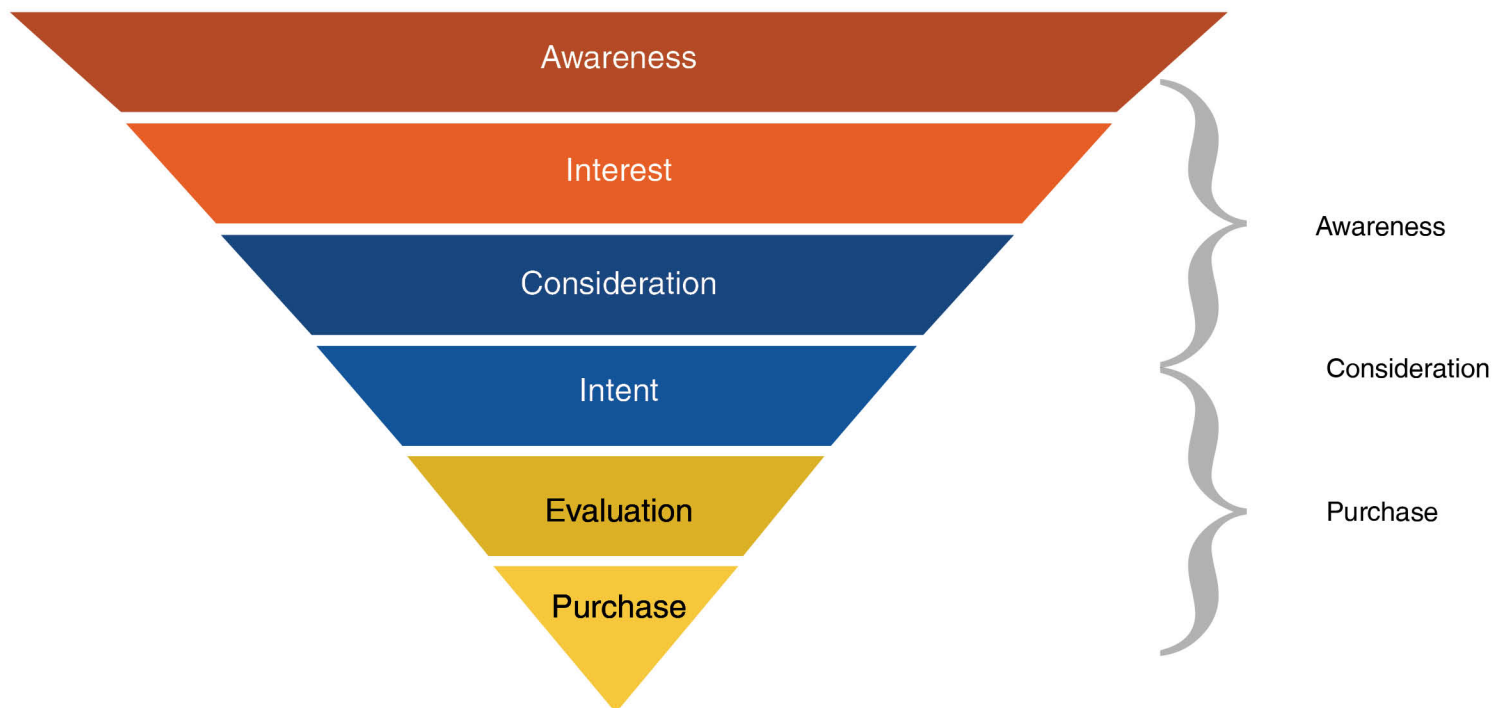 Awareness
Interest
Consideration
Intent
Evaluation
Purchase
Awareness
Consideration
Purchase